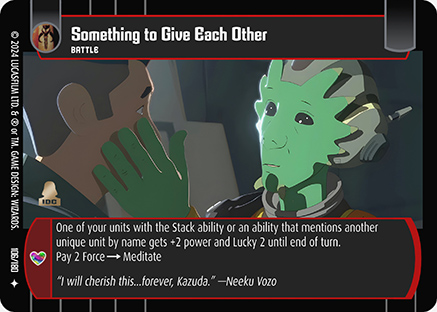 Something to Give Each Other
BATTLE
© 2024 LUCASFILM LTD. & ® or TM. GAME DESIGN: WIZARDS.
IDC
106/180
One of your units with the Stack ability or an ability that mentions another
unique unit by name gets +2 power and Lucky 2 until end of turn.
Pay 2 Force → Meditate
“I will cherish this...forever, Kazuda.” —Neeku Vozo